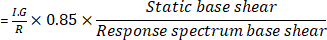 = I.G/R × 0.85 × Static base shear/Response spectrum base shear